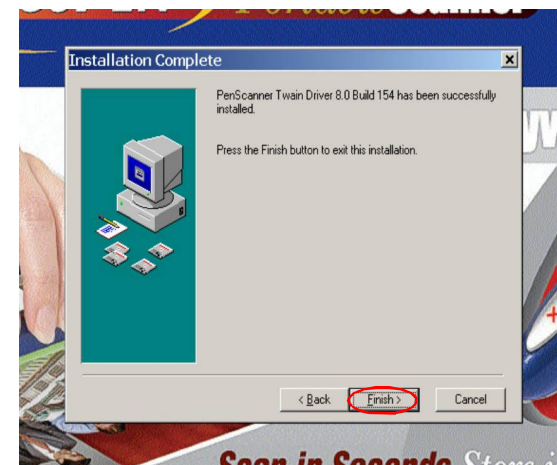 Portable
Installation Complete
PenScanner Twain Driver 8.0 Build 154 has been successfully
installed.
Press the Finish button to exit this installation.
< Back
Finish >
Cancel
Scan in Seconds